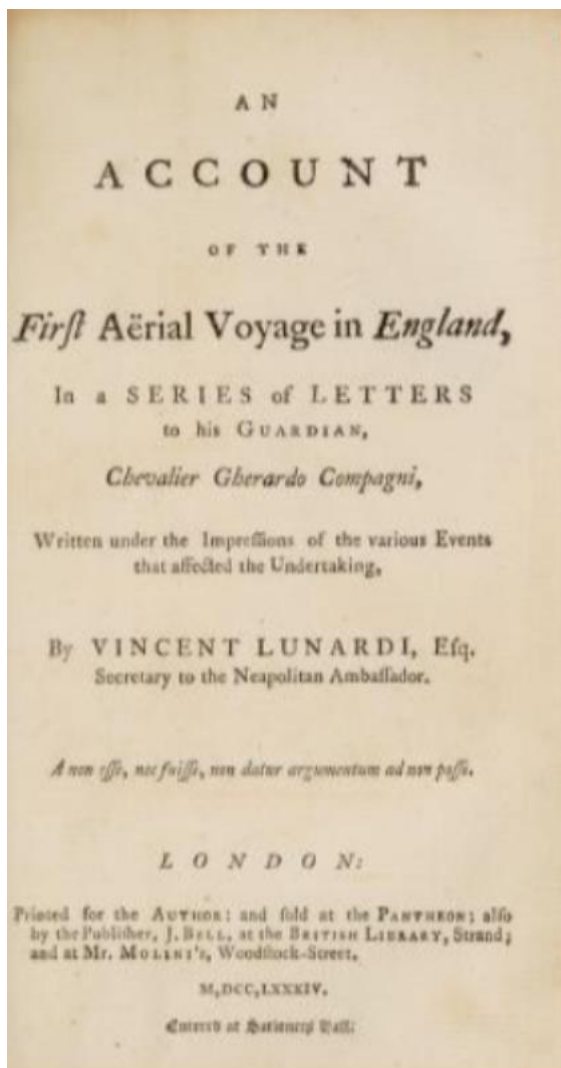 AN
ACCOUNT
OF THE
Firſt Aërial Voyage in England,
In a SERIES of LETTERS
to his GUARDIAN,
Chevalier Gherardo Compagni,
Written under the Impreſſions of the various Events
that affected the Undertaking,
By VINCENT LUNARDI, Eſq.
Secretary to the Neapolitan Ambaſſador.
A non eſſe, nec fuiſſe, non datur argumentum ad non poſſe.
LONDON:
Printed for the AUTHOR: and ſold at the PANTHEON; alſo
by the Publiſher, J. BELL, at the BRITISH LIBRARY, Strand;
and at Mr. MOLINI's, Woodſtock-Street.
M,DCC,LXXXIV.
Entered at Stationers Hall: